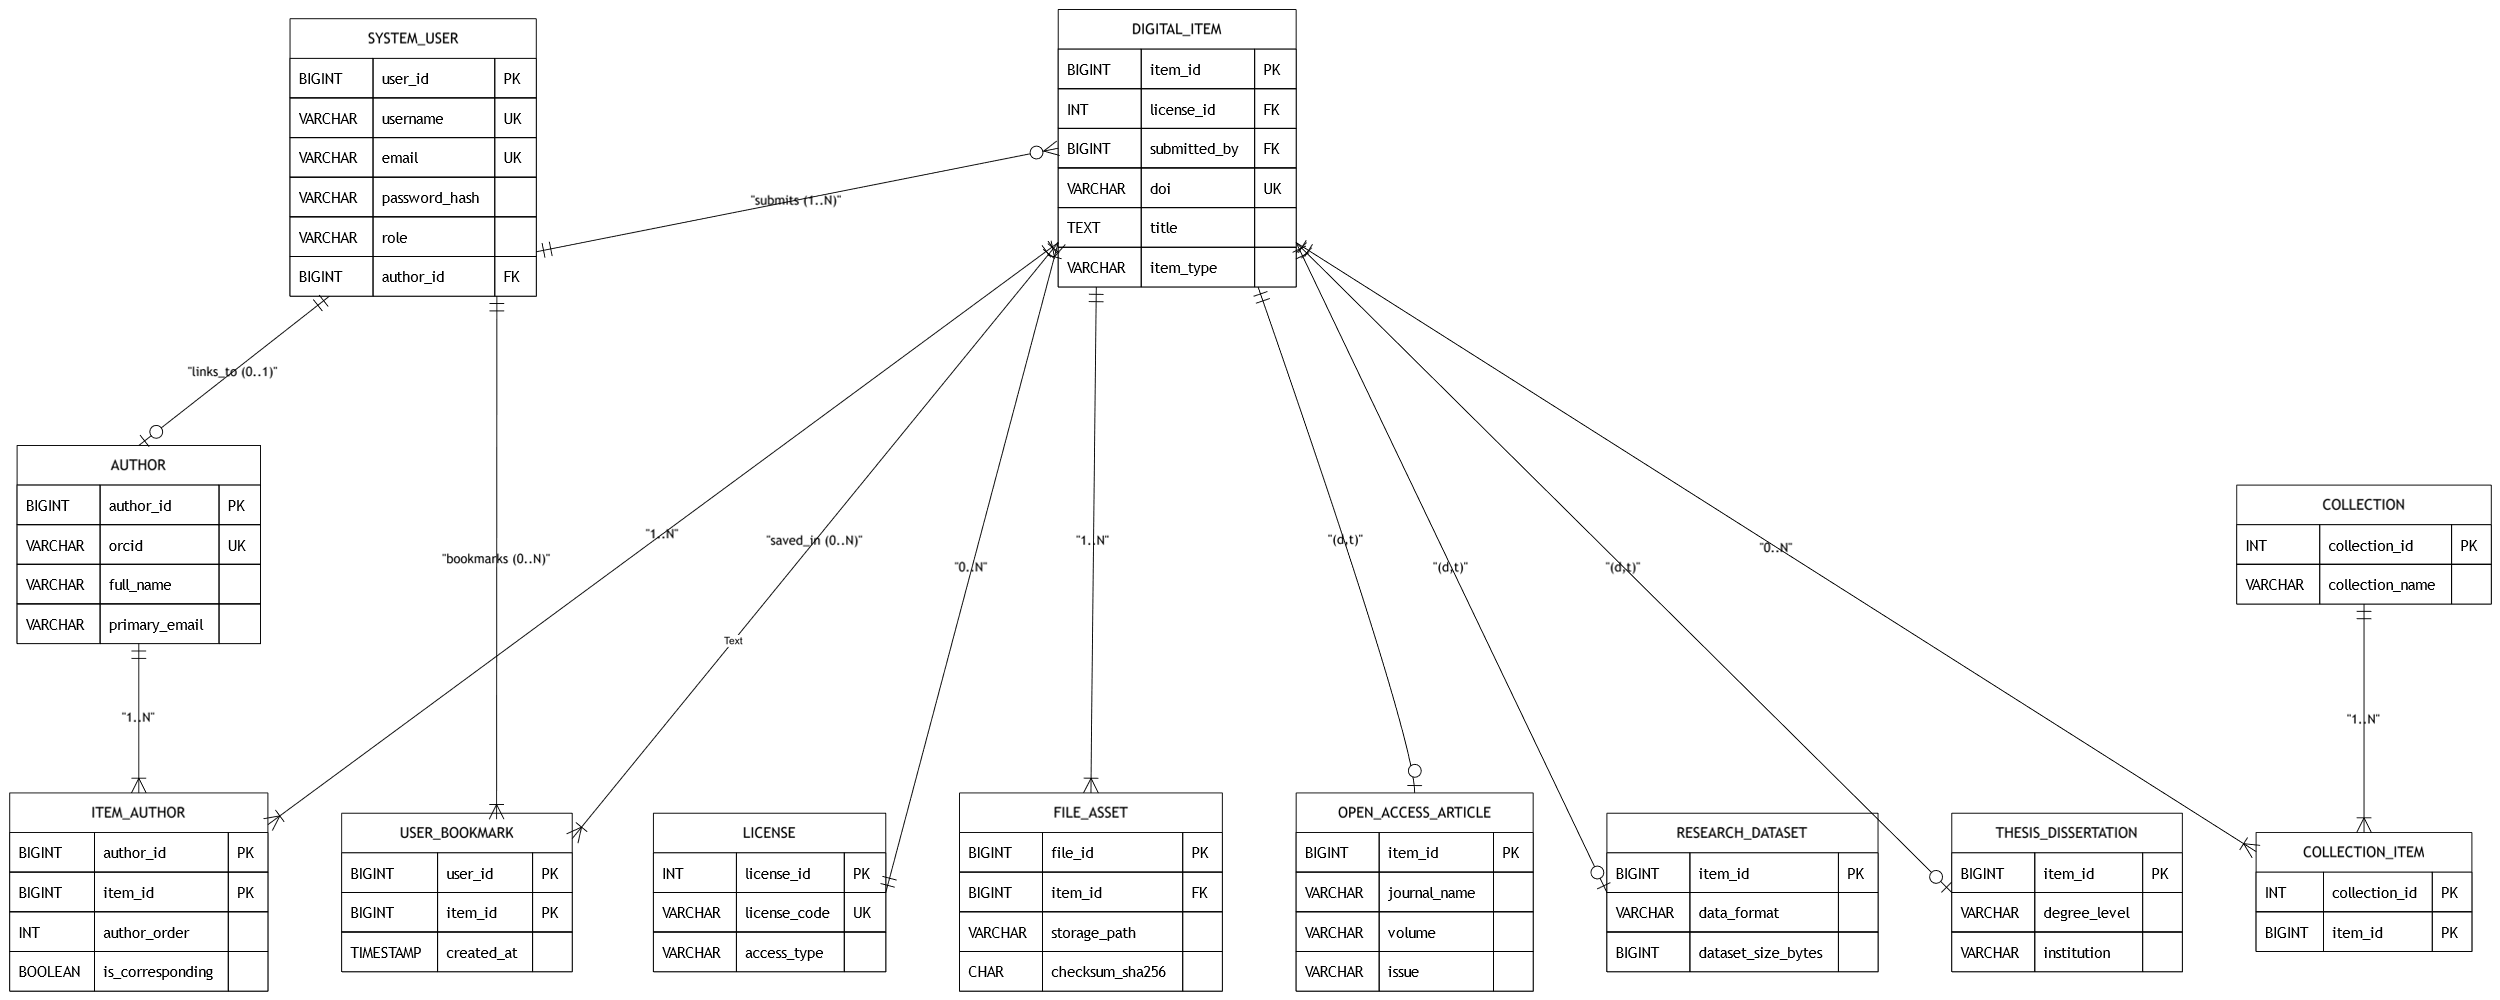 SYSTEM_USER
BIGINT user_id PK
VARCHAR username UK
VARCHAR email UK
VARCHAR password_hash
VARCHAR role
BIGINT author_id FK
DIGITAL_ITEM
BIGINT item_id PK
INT license_id FK
BIGINT submitted_by FK
VARCHAR doi UK
TEXT title
VARCHAR item_type
"submits (1..N)"
"links_to (0..1)"
AUTHOR
BIGINT author_id PK
VARCHAR orcid UK
VARCHAR full_name
VARCHAR primary_email
COLLECTION
INT collection_id PK
VARCHAR collection_name
"1..N"
"bookmarks (0..N)"
"saved_in (0..N)"
Text
"0..N"
"1..N"
"(d,t)"
"(d,t)"
"(d,t)"
"0..N"
"1..N"
"1..N"
ITEM_AUTHOR
BIGINT author_id PK
BIGINT item_id PK
INT author_order
BOOLEAN is_corresponding
USER_BOOKMARK
BIGINT user_id PK
BIGINT item_id PK
TIMESTAMP created_at
LICENSE
INT license_id PK
VARCHAR license_code UK
VARCHAR access_type
FILE_ASSET
BIGINT file_id PK
BIGINT item_id FK
VARCHAR storage_path
CHAR checksum_sha256
OPEN_ACCESS_ARTICLE
BIGINT item_id PK
VARCHAR journal_name
VARCHAR volume
VARCHAR issue
RESEARCH_DATASET
BIGINT item_id PK
VARCHAR data_format
BIGINT dataset_size_bytes
THESIS_DISSERTATION
BIGINT item_id PK
VARCHAR degree_level
VARCHAR institution
COLLECTION_ITEM
INT collection_id PK
BIGINT item_id PK